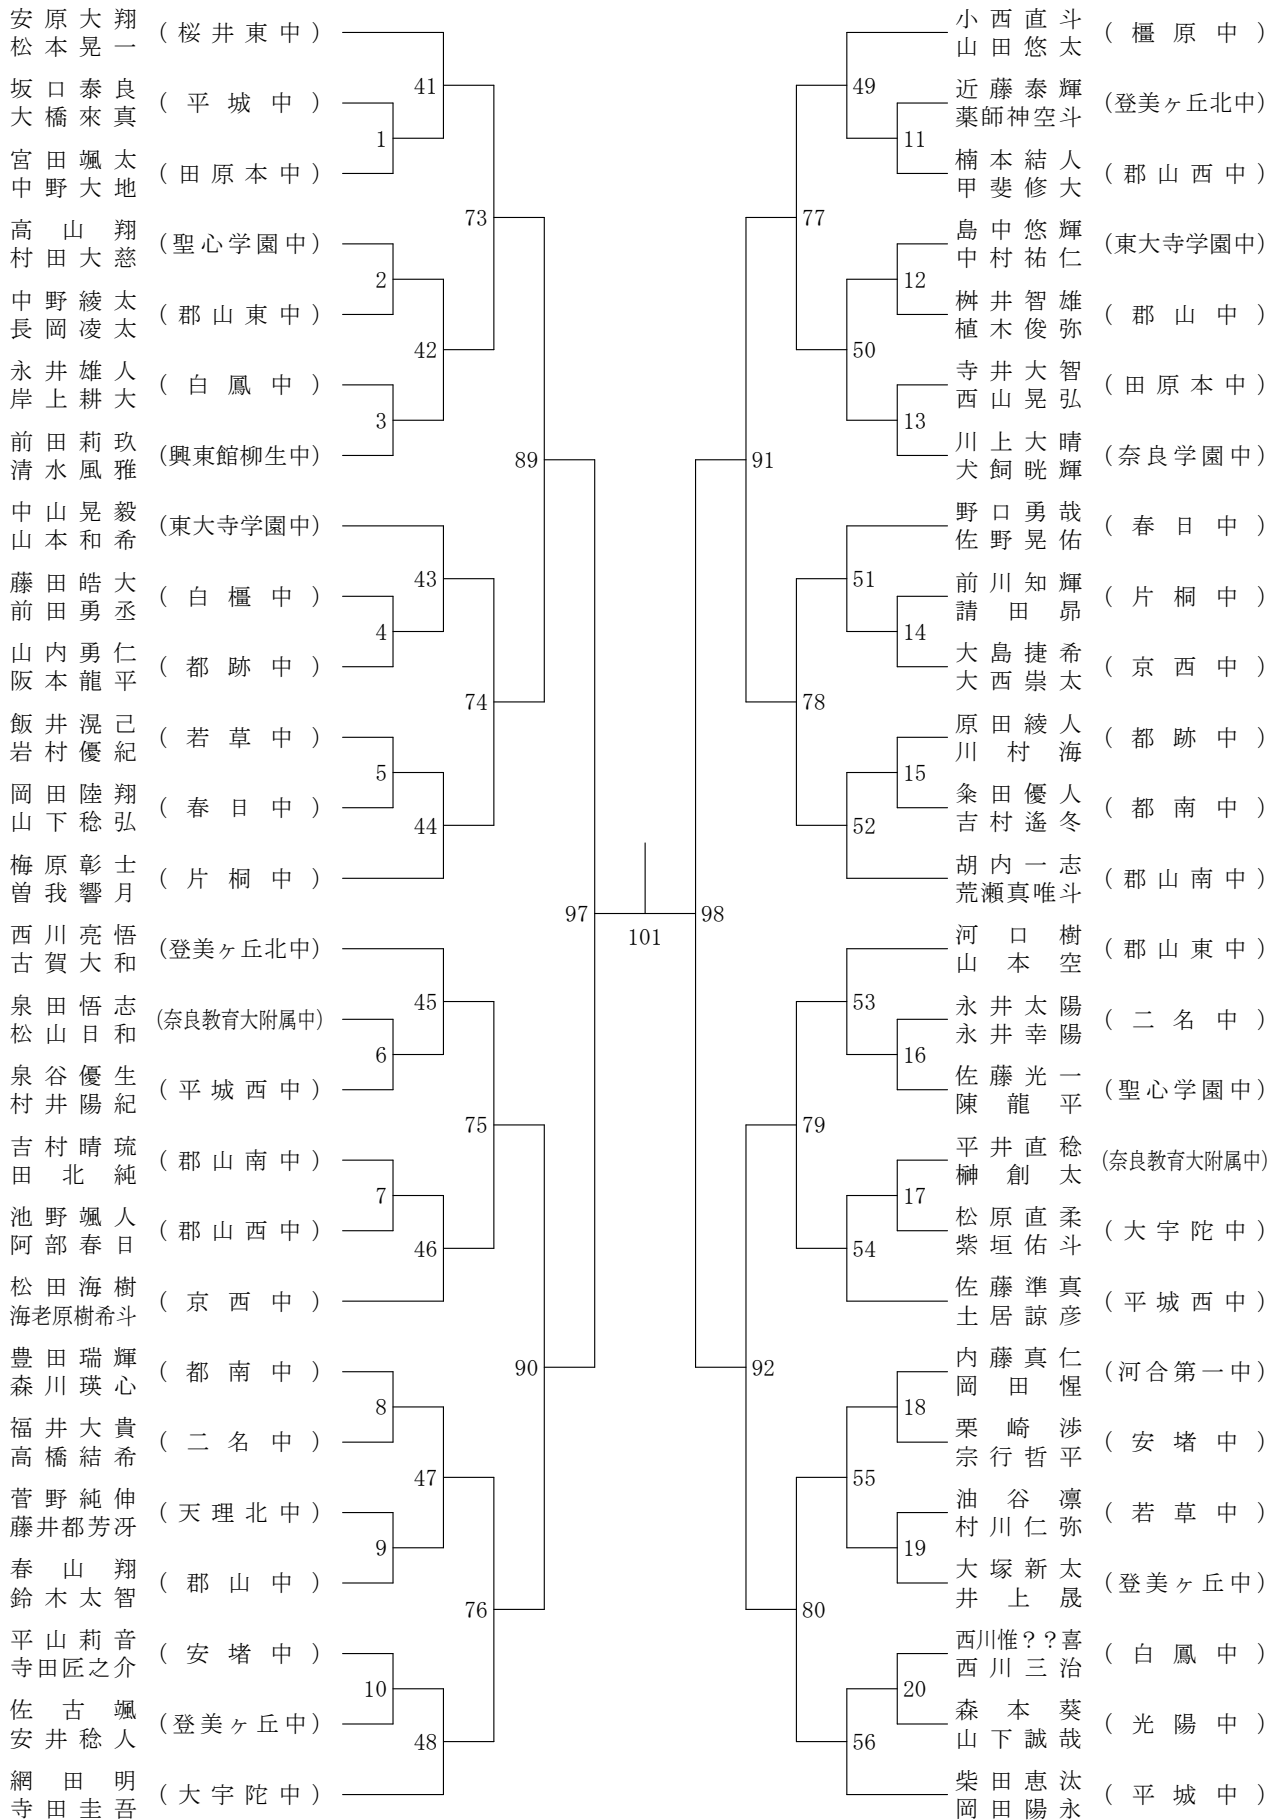 安原大翔
松本晃一 (桜井東中)
坂口泰良
大橋來真 (平城中)
宮田颯太
中野大地 (田原本中)
高山翔
村田大慈 (聖心学園中)
中野綾太
長岡凌太 (郡山東中)
永井雄人
岸上耕大 (白鳳中)
前田莉玖
清水風雅 (興東館柳生中)
中山晃毅
山本和希 (東大寺学園中)
藤田皓大
前田勇丞 (白橿中)
山内勇仁
阪本龍平 (都跡中)
飯井滉己
岩村優紀 (若草中)
岡田陸翔
山下稔弘 (春日中)
梅原彰士
曽我響月 (片桐中)
西川亮悟
古賀大和 (登美ヶ丘北中)
泉田悟志
松山日和 (奈良教育大附属中)
泉谷優生
村井陽紀 (平城西中)
吉村晴琉
田北純 (郡山南中)
池野颯人
阿部春日 (郡山西中)
松田海樹
海老原樹希斗 (京西中)
豊田瑞輝
森川瑛心 (都南中)
福井大貴
高橋結希 (二名中)
菅野純伸
藤井都芳冴 (天理北中)
春山翔
鈴木太智 (郡山中)
平山莉音
寺田匠之介 (安堵中)
佐古颯
安井稔人 (登美ヶ丘中)
網田明
寺田圭吾 (大宇陀中)
1
2
3
4
5
6
7
8
9
10
41
42
43
44
45
46
47
48
73
74
75
76
89
90
97
101
98
91
92
77
78
79
80
49
50
51
52
53
54
55
56
11
12
13
14
15
16
17
18
19
20
小西直斗
山田悠太 (橿原中)
近藤泰輝
薬師神空斗 (登美ヶ丘北中)
楠本結人
甲斐修大 (郡山西中)
島中悠輝
中村祐仁 (東大寺学園中)
桝井智雄
植木俊弥 (郡山中)
寺井大智
西山晃弘 (田原本中)
川上大晴
犬飼晄輝 (奈良学園中)
野口勇哉
佐野晃佑 (春日中)
前川知輝
請田昴 (片桐中)
大島捷希
大西崇太 (京西中)
原田綾人
川村海 (都跡中)
粂田優人
吉村遙冬 (都南中)
胡内一志
荒瀬真唯斗 (郡山南中)
河口樹
山本空 (郡山東中)
永井太陽
永井幸陽 (二名中)
佐藤光一
陳龍平 (聖心学園中)
平井直稔
榊創太 (奈良教育大附属中)
松原直柔
紫垣佑斗 (大宇陀中)
佐藤準真
土居諒彦 (平城西中)
内藤真仁
岡田惺 (河合第一中)
栗崎渉
宗行哲平 (安堵中)
油谷凛
村川仁弥 (若草中)
大塚新太
井上晟 (登美ヶ丘中)
西川惟？？喜
西川三治 (白鳳中)
森本葵
山下誠哉 (光陽中)
柴田恵汰
岡田陽永 (平城中)